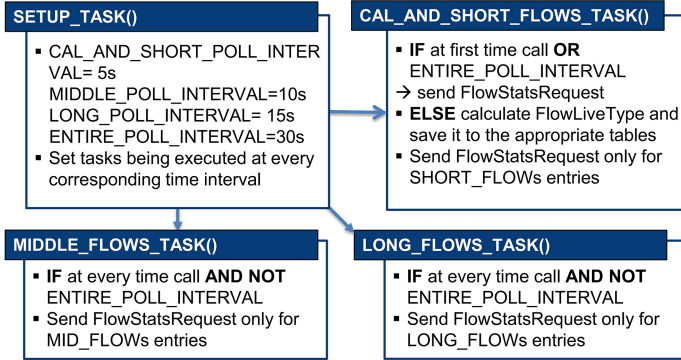 SETUP_TASK()
▪ CAL_AND_SHORT_POLL_INTER
VAL= 5s
MIDDLE_POLL_INTERVAL=10s
LONG_POLL_INTERVAL= 15s
ENTIRE_POLL_INTERVAL=30s
▪ Set tasks being executed at every
corresponding time interval
CAL_AND_SHORT_FLOWS_TASK()
▪ IF at first time call OR
ENTIRE_POLL_INTERVAL
→ send FlowStatsRequest
▪ ELSE calculate FlowLiveType and
save it to the appropriate tables
▪ Send FlowStatsRequest only for
SHORT_FLOWs entries
MIDDLE_FLOWS_TASK()
▪ IF at every time call AND NOT
ENTIRE_POLL_INTERVAL
▪ Send FlowStatsRequest only for
MID_FLOWs entries
LONG_FLOWS_TASK()
▪ IF at every time call AND NOT
ENTIRE_POLL_INTERVAL
▪ Send FlowStatsRequest only for
LONG_FLOWs entries